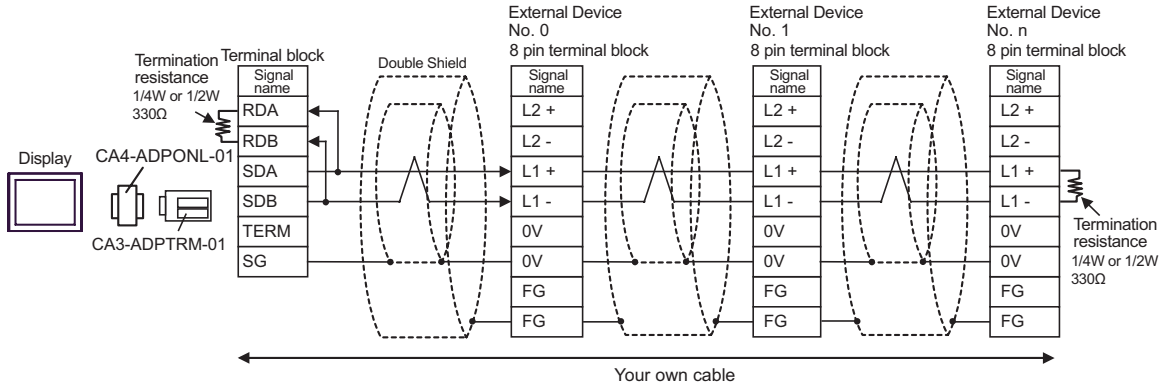 External Device
No. 0
8 pin terminal block
External Device
No. 1
8 pin terminal block
External Device
No. n
8 pin terminal block
Termination
resistance
1/4W or 1/2W
330Ω
Terminal block
Double Shield
Display
CA4-ADPONL-01
CA3-ADPTRM-01
Signal
name
RDA
RDB
SDA
SDB
TERM
SG
Signal
name
L2 +
L2 -
L1 +
L1 -
0V
0V
FG
FG
Signal
name
L2 +
L2 -
L1 +
L1 -
0V
0V
FG
FG
Signal
name
L2 +
L2 -
L1 +
L1 -
0V
0V
FG
FG
Termination
resistance
1/4W or 1/2W
330Ω
Your own cable